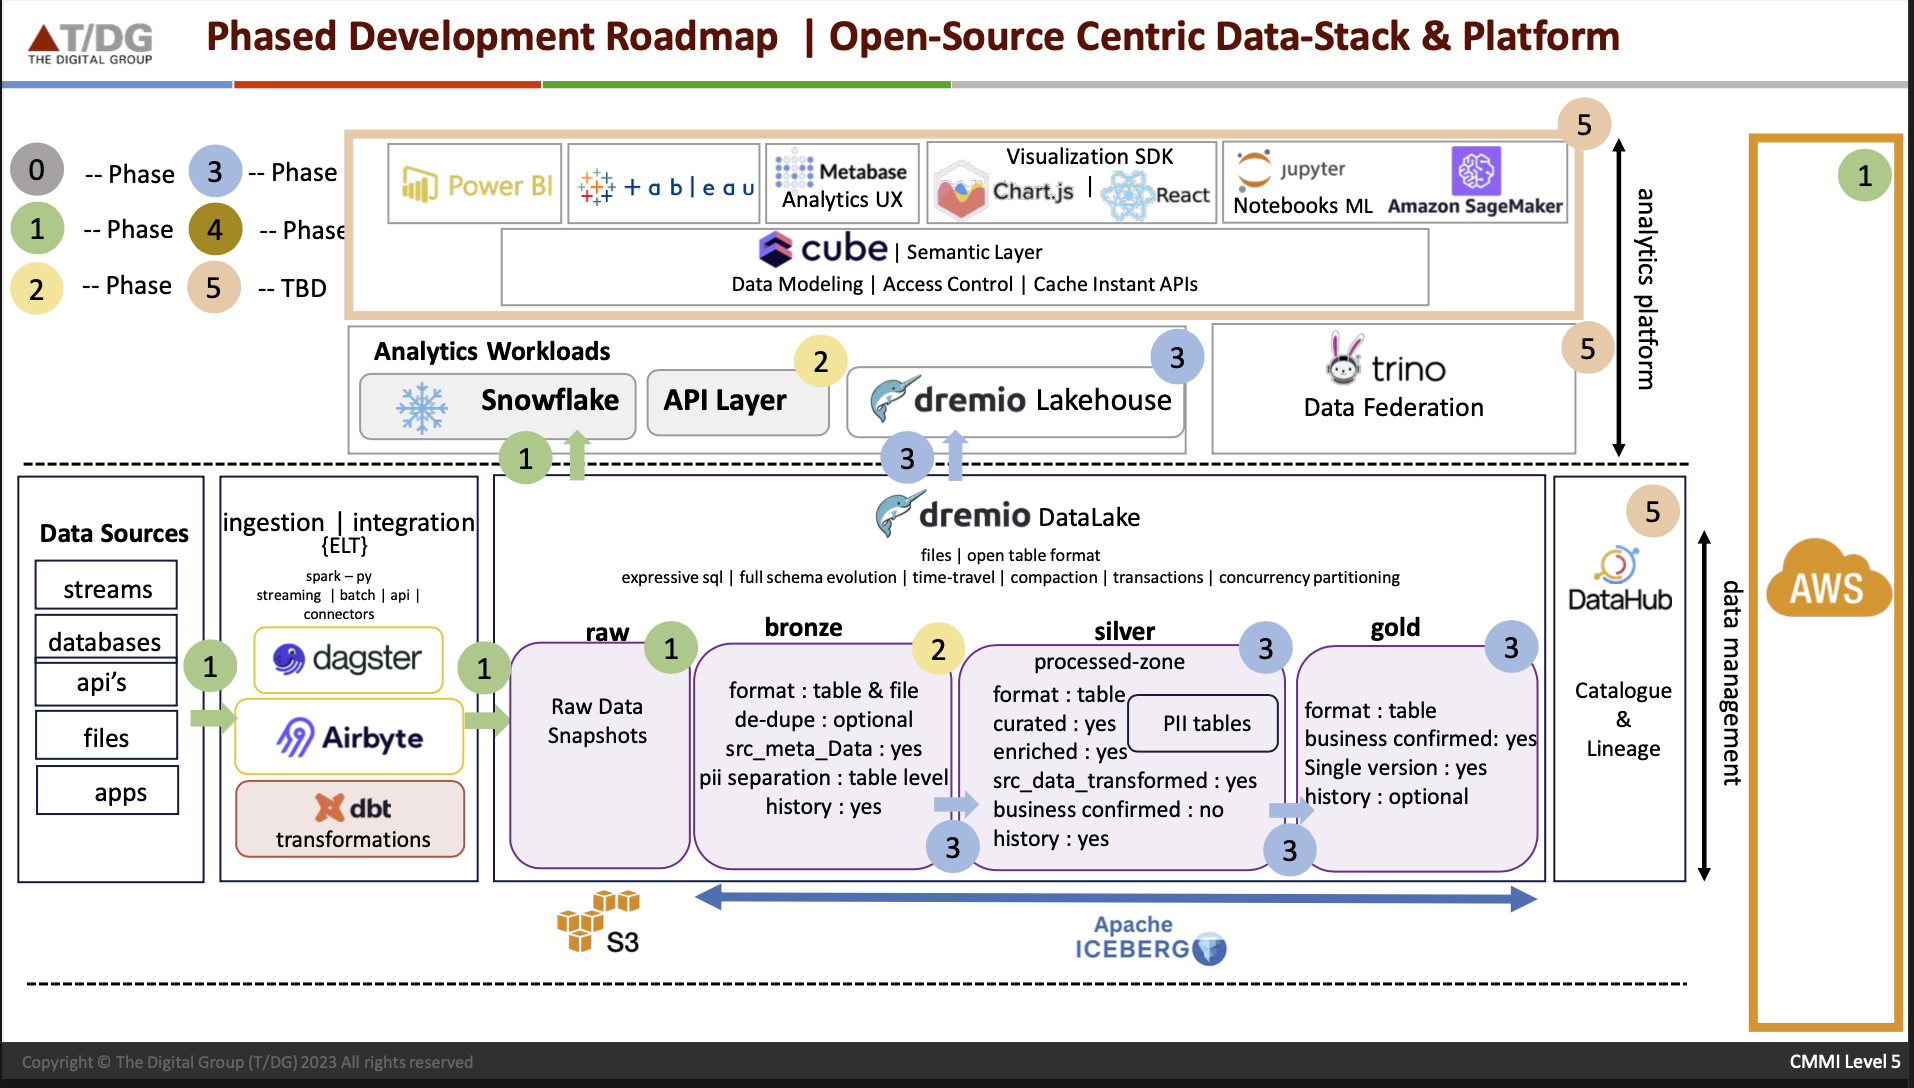 T/DG
THE DIGITAL GROUP
Phased Development Roadmap | Open-Source Centric Data-Stack & Platform
0 -- Phase
3 -- Phase
1 -- Phase
4 -- Phase
2 -- Phase
5 -- TBD
5
Power BI
+ableau
Metabase
Analytics UX
Visualization SDK
Chart.js | React
jupyter
Notebooks ML
Amazon SageMaker
cube | Semantic Layer
Data Modeling | Access Control | Cache Instant APIs
analytics platform
1
AWS
Analytics Workloads
Snowflake
2
API Layer
3
dremio Lakehouse
5
trino
Data Federation
1
3
Data Sources
streams
databases
api's
files
apps
1
ingestion | integration
{ELT}
spark – py
streaming | batch | api |
connectors
dagster
Airbyte
dbt
transformations
1
dremio DataLake
files | open table format
expressive sql | full schema evolution | time-travel | compaction | transactions | concurrency partitioning
raw
1
Raw Data
Snapshots
bronze
2
format : table & file
de-dupe : optional
src_meta_Data : yes
pii separation : table level
history : yes
3
silver
3
processed-zone
format : table
curated : yes
enriched : yes
PII tables
src_data_transformed : yes
business confirmed : no
history : yes
3
gold
3
format : table
business confirmed: yes
Single version : yes
history : optional
5
DataHub
Catalogue
&
Lineage
data management
S3
Apache
ICEBERG
Copyright © The Digital Group (T/DG) 2023 All rights reserved
CMMI Level 5